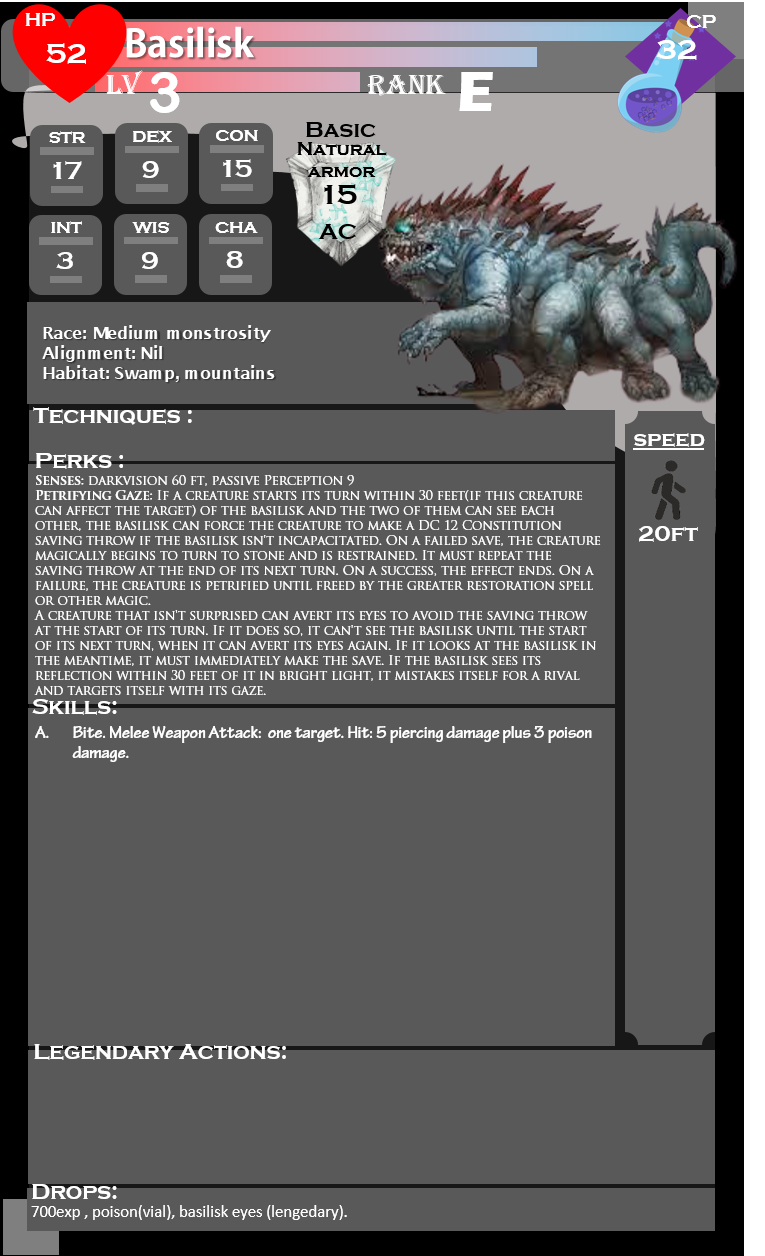 HP
52
Basilisk
CP
32
LV 3
RANK E
STR
17
DEX
9
CON
15
INT
3
WIS
9
CHA
8
BASIC
NATURAL
ARMOR
15
AC
Race: Medium monstrosity
Alignment: Nil
Habitat: Swamp, mountains
TECHNIQUES :
PERKS :
SENSES: DARKVISION 60 FT, PASSIVE PERCEPTION 9
PETRIFYING GAZE: IF A CREATURE STARTS ITS TURN WITHIN 30 FEET(IF THIS CREATURE
CAN AFFECT THE TARGET) OF THE BASILISK AND THE TWO OF THEM CAN SEE EACH
OTHER, THE BASILISK CAN FORCE THE CREATURE TO MAKE A DC 12 CONSTITUTION
SAVING THROW IF THE BASILISK ISN'T INCAPACITATED. ON A FAILED SAVE, THE CREATURE
MAGICALLY BEGINS TO TURN TO STONE AND IS RESTRAINED. IT MUST REPEAT THE
SAVING THROW AT THE END OF ITS NEXT TURN. ON A SUCCESS, THE EFFECT ENDS. ON A
FAILURE, THE CREATURE IS PETRIFIED UNTIL FREED BY THE GREATER RESTORATION SPELL
OR OTHER MAGIC.
A CREATURE THAT ISN'T SURPRISED CAN AVERT ITS EYES TO AVOID THE SAVING THROW
AT THE START OF ITS TURN. IF IT DOES SO, IT CAN'T SEE THE BASILISK UNTIL THE START
OF ITS NEXT TURN, WHEN IT CAN AVERT ITS EYES AGAIN. IF IT LOOKS AT THE BASILISK IN
THE MEANTIME, IT MUST IMMEDIATELY MAKE THE SAVE. IF THE BASILISK SEES ITS
REFLECTION WITHIN 30 FEET OF IT IN BRIGHT LIGHT, IT MISTAKES ITSELF FOR A RIVAL
AND TARGETS ITSELF WITH ITS GAZE.
SPEED
20FT
SKILLS:
A. Bite. Melee Weapon Attack: one target. Hit: 5 piercing damage plus 3 poison
damage.
LEGENDARY ACTIONS:
DROPS:
700exp , poison(vial), basilisk eyes (lengedary).